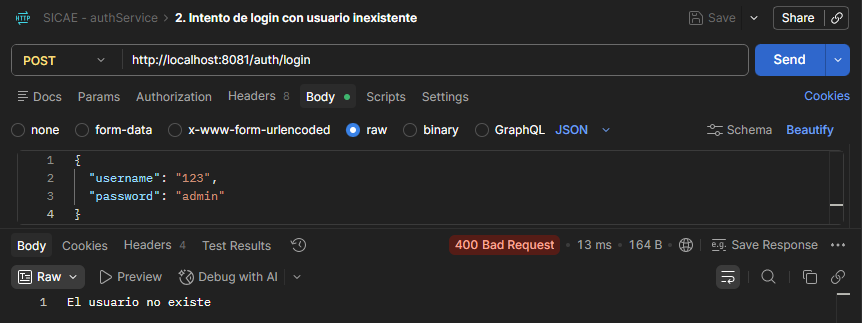 HTTP SICAE - authService > 2. Intento de login con usuario inexistente Save Share
POST http://localhost:8081/auth/login Send
Docs Params Authorization Headers 8 Body Scripts Settings Cookies
none form-data x-www-form-urlencoded raw binary GraphQL JSON Schema Beautify
1 {
2 "username": "123",
3 "password": "admin"
4 }
Body Cookies Headers 4 Test Results 400 Bad Request • 13 ms • 164 B e.g. Save Response
Raw Preview Debug with AI
1 El usuario no existe